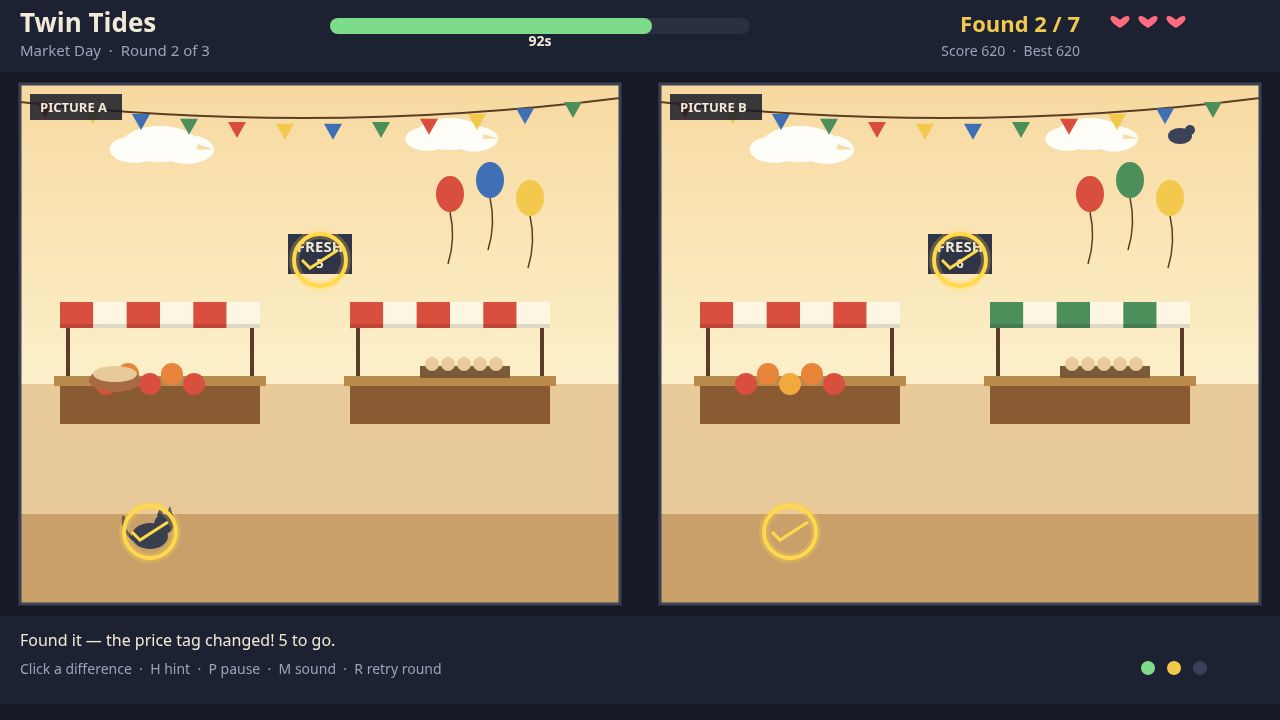 Twin Tides
Market Day · Round 2 of 3
92s
Found 2 / 7
Score 620 · Best 620
PICTURE A
PICTURE B
FRESH
5
FRESH
6
Found it — the price tag changed! 5 to go.
Click a difference · H hint · P pause · M sound · R retry round